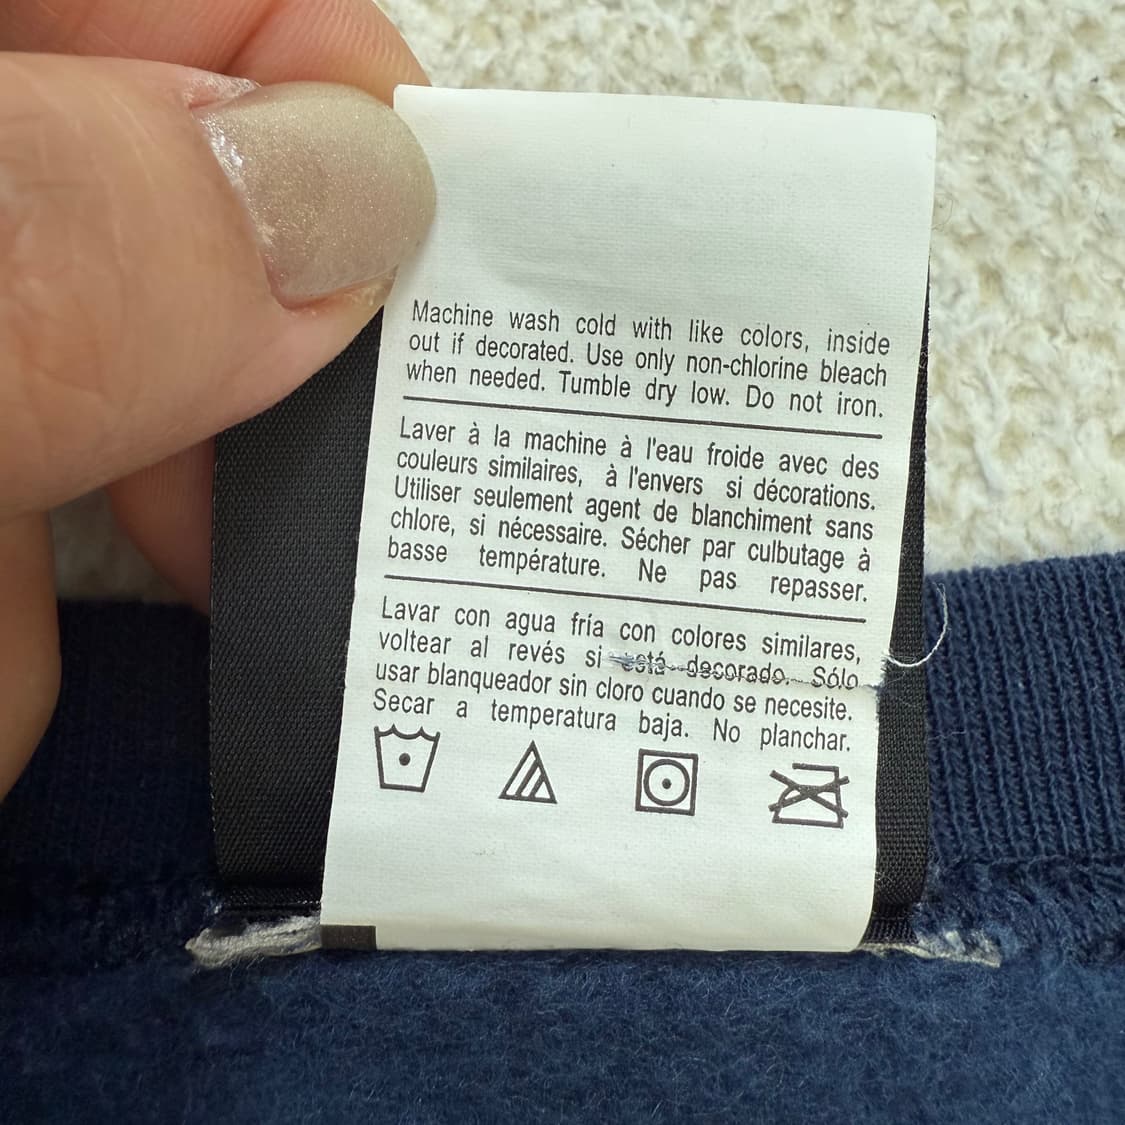 Machine wash cold with like colors, inside
out if decorated. Use only non-chlorine bleach
when needed. Tumble dry low. Do not iron.
Laver à la machine à l'eau froide avec des
couleurs similaires, à l'envers si décorations.
Utiliser seulement agent de blanchiment sans
chlore, si nécessaire. Sécher par culbutage à
basse température. Ne pas repasser.
Lavar con agua fría con colores similares,
voltear al revés si está decorado. Sólo
usar blanqueador sin cloro cuando se necesite.
Secar a temperatura baja. No planchar.